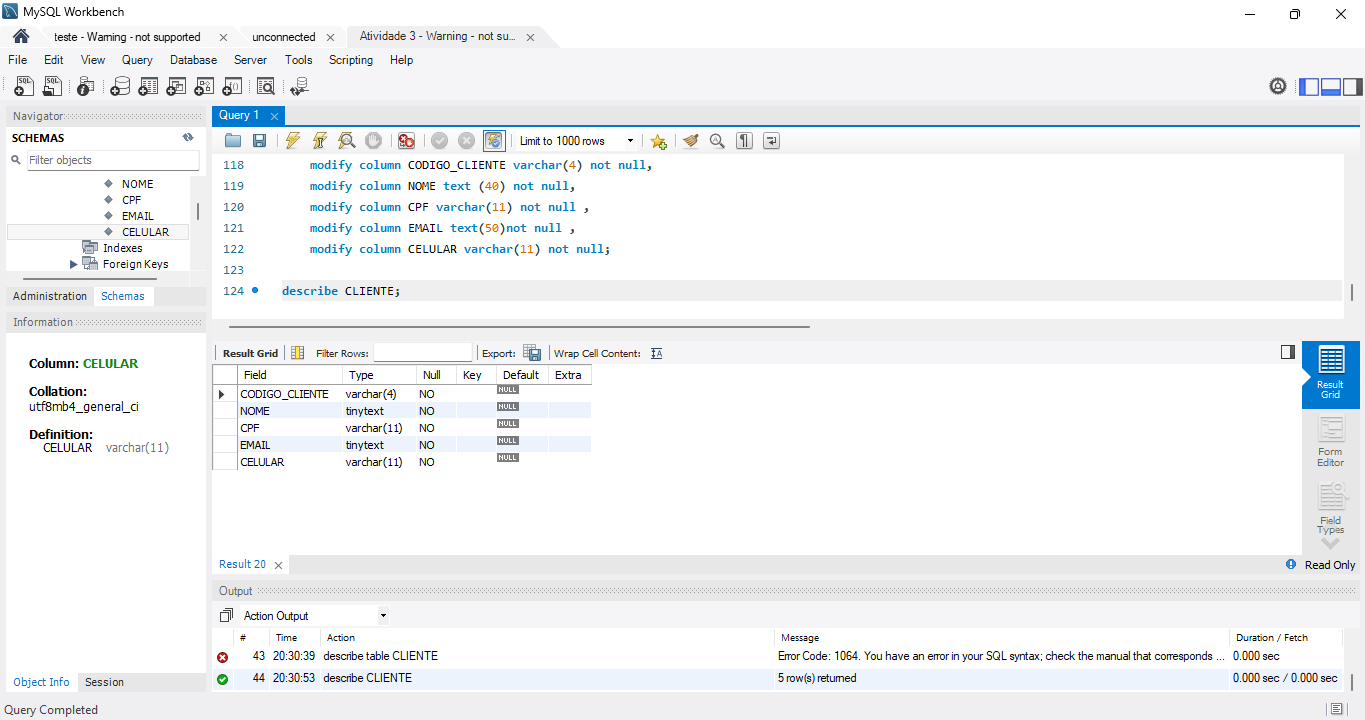 MySQL Workbench
teste - Warning - not supported
unconnected
Atividade 3 - Warning - not su...
File Edit View Query Database Server Tools Scripting Help
Navigator
SCHEMAS
Filter objects
NOME
CPF
EMAIL
CELULAR
Indexes
Foreign Keys
Administration Schemas
Information
Column: CELULAR
Collation:
utf8mb4_general_ci
Definition:
CELULAR varchar(11)
Object Info Session
Query 1
Limit to 1000 rows
118 modify column CODIGO_CLIENTE varchar(4) not null,
119 modify column NOME text (40) not null,
120 modify column CPF varchar(11) not null ,
121 modify column EMAIL text(50)not null ,
122 modify column CELULAR varchar(11) not null;
123
124 describe CLIENTE;
Result Grid Filter Rows: Export: Wrap Cell Content:
Field Type Null Key Default Extra
CODIGO_CLIENTE varchar(4) NO NULL
NOME tinytext NO NULL
CPF varchar(11) NO NULL
EMAIL tinytext NO NULL
CELULAR varchar(11) NO NULL
Result
Grid
Form
Editor
Field
Types
Result 20
Read Only
Output
Action Output
# Time Action Message Duration / Fetch
43 20:30:39 describe table CLIENTE Error Code: 1064. You have an error in your SQL syntax; check the manual that corresponds ... 0.000 sec
44 20:30:53 describe CLIENTE 5 row(s) returned 0.000 sec / 0.000 sec
Query Completed